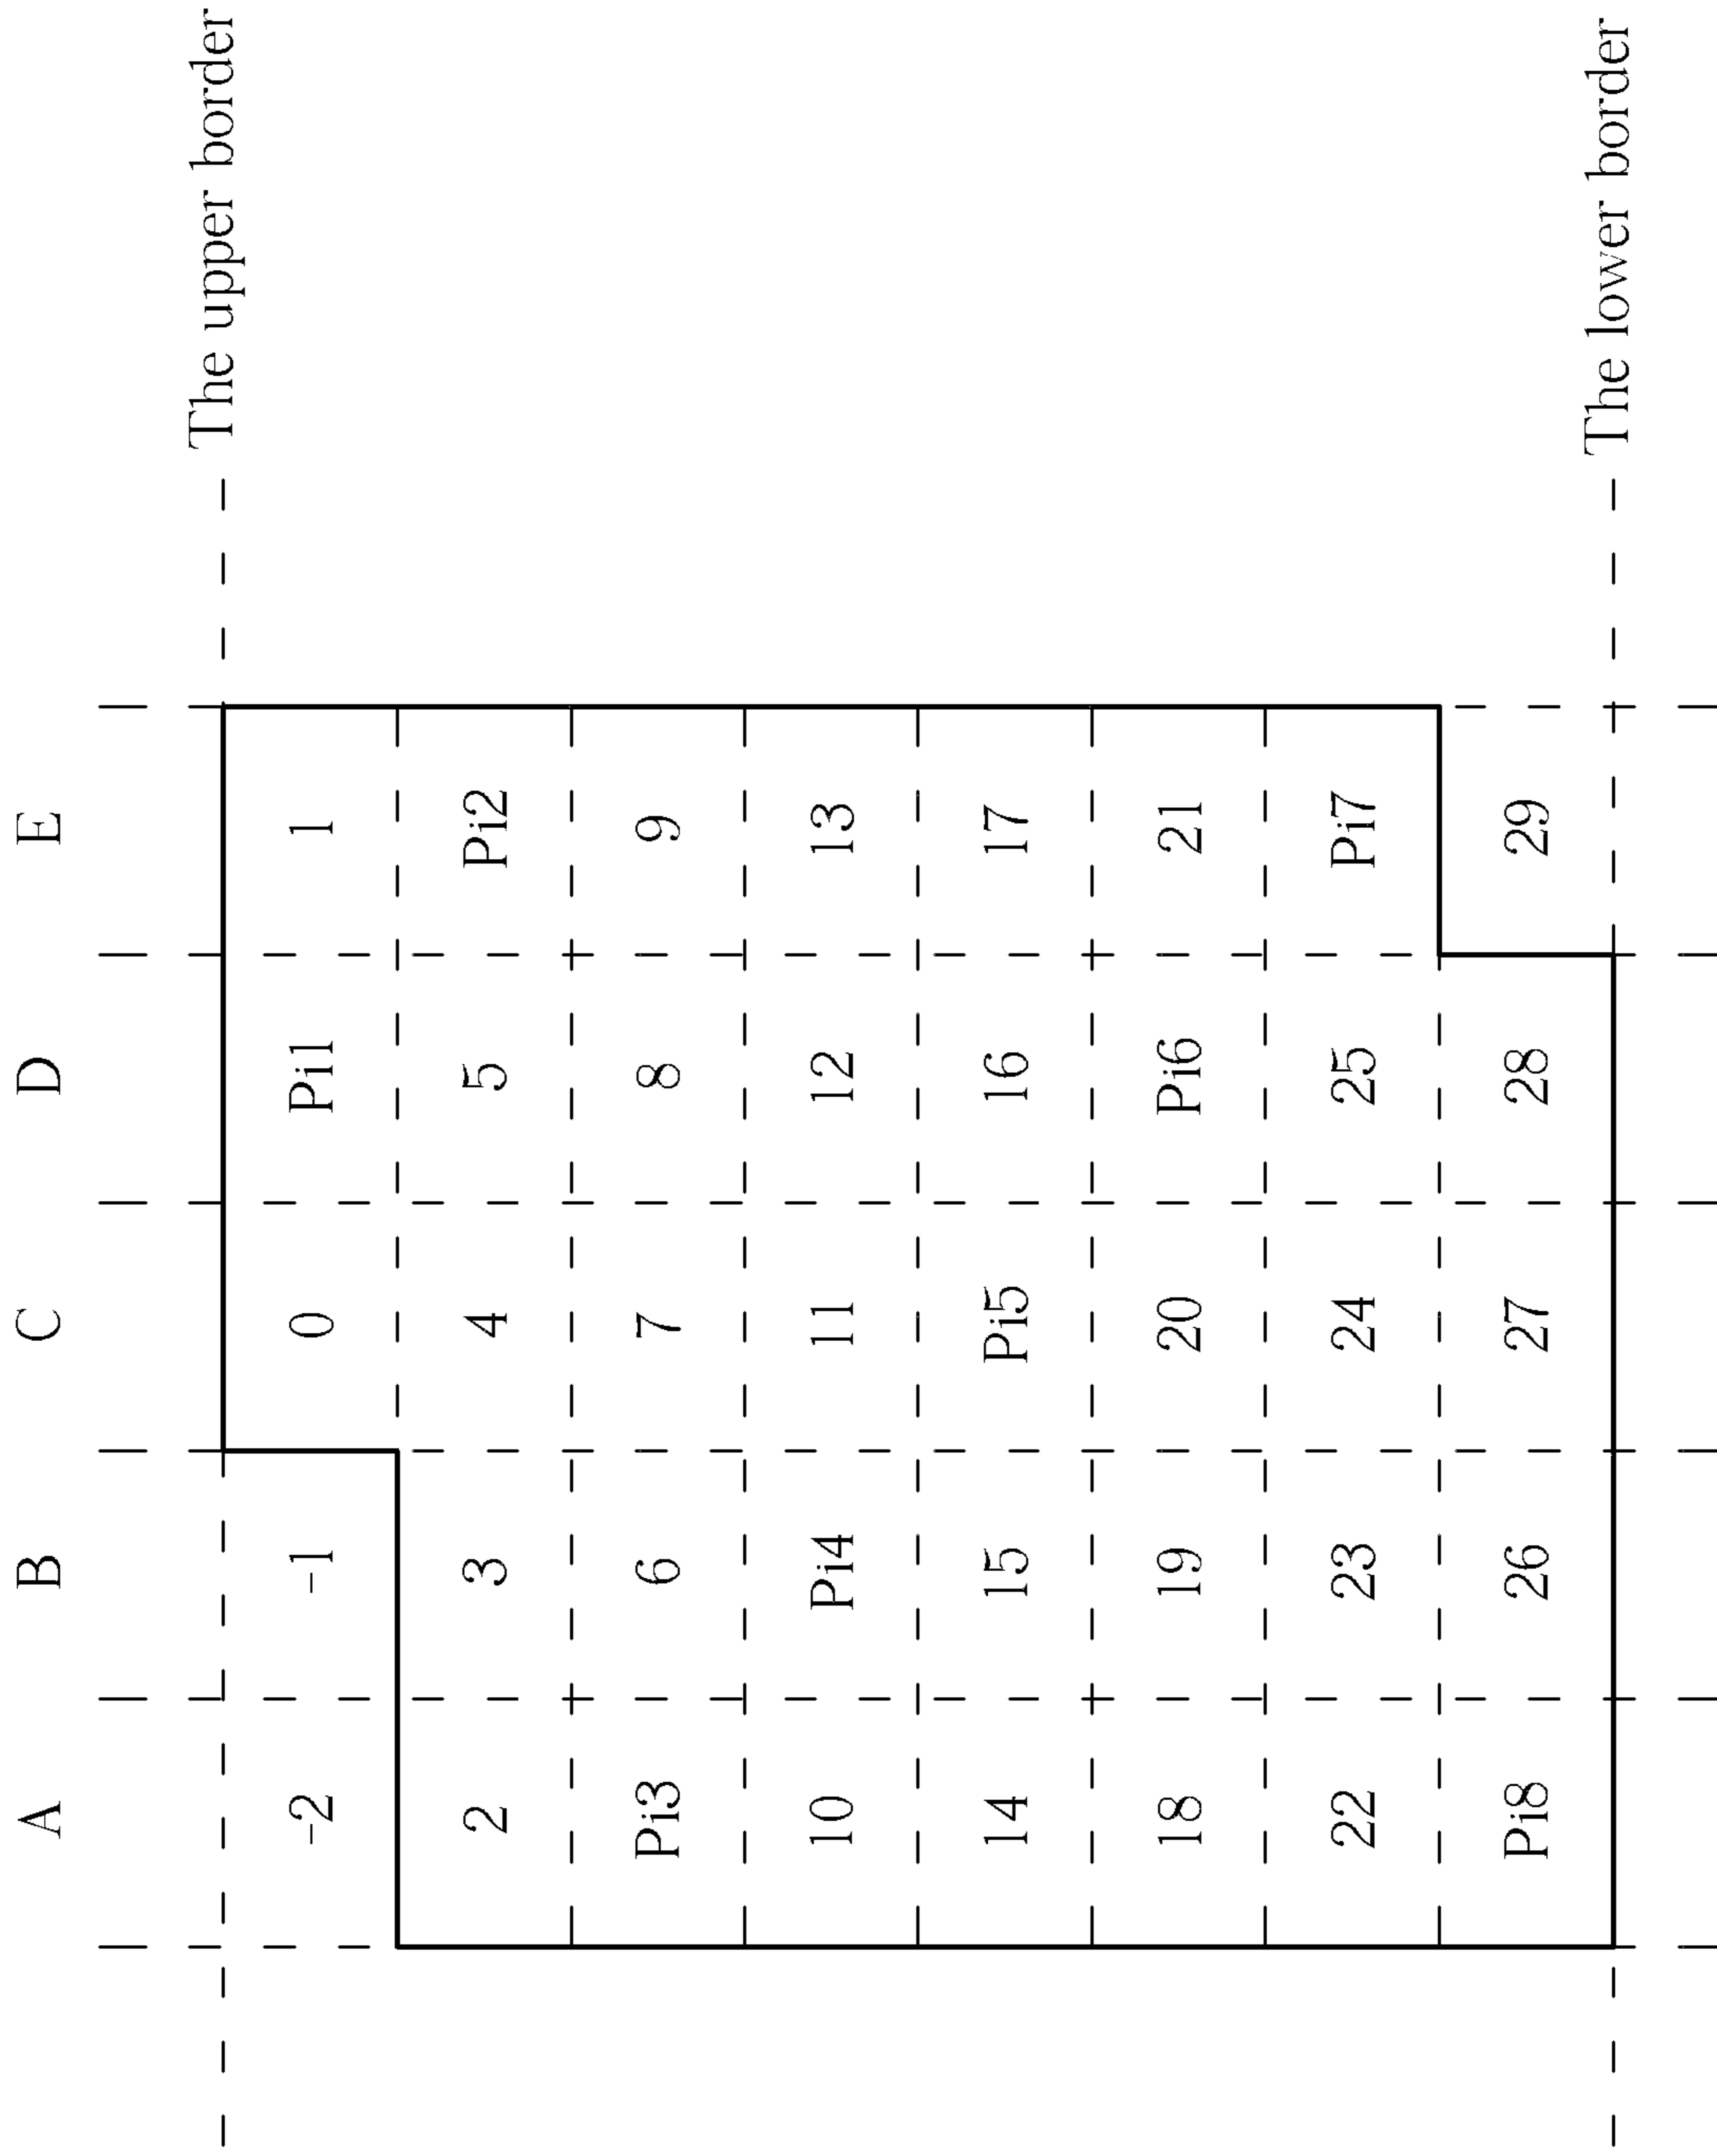 A B C D E
The upper border
-2 -1 0 Pi1 1
2 3 4 5 Pi2
Pi3 6 7 8 9
10 Pi4 11 12 13
14 15 Pi5 16 17
18 19 20 Pi6 21
22 23 24 25 Pi7
Pi8 26 27 28 29
The lower border